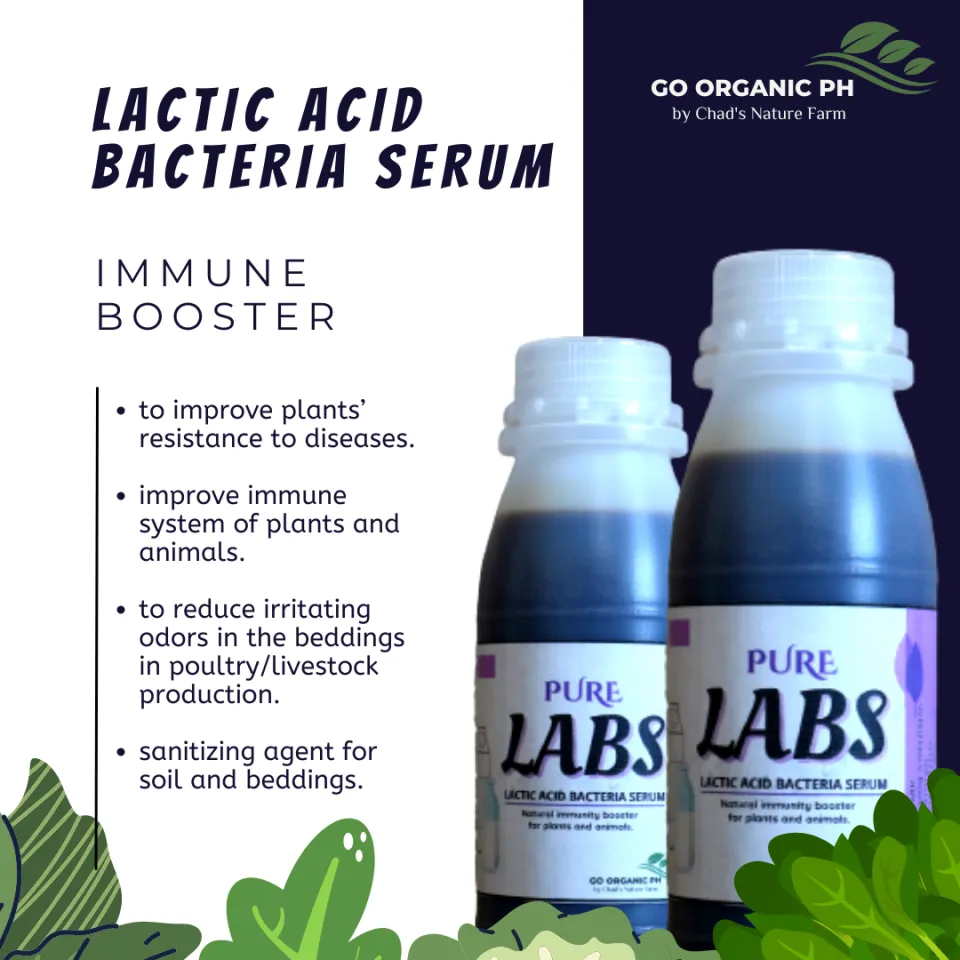 GO ORGANIC PH
by Chad's Nature Farm
LACTIC ACID
BACTERIA SERUM
IMMUNE
BOOSTER
• to improve plants’
resistance to diseases.
• improve immune
system of plants and
animals.
• to reduce irritating
odors in the beddings
in poultry/livestock
production.
• sanitizing agent for
soil and beddings.
PURE
LABS
LACTIC ACID BACTERIA SERUM
Natural immunity booster
for plants and animals.
GO ORGANIC PH
by Chad's Nature Farm
PURE
LABS
LACTIC ACID BACTERIA SERUM
Natural immunity booster
for plants and animals.